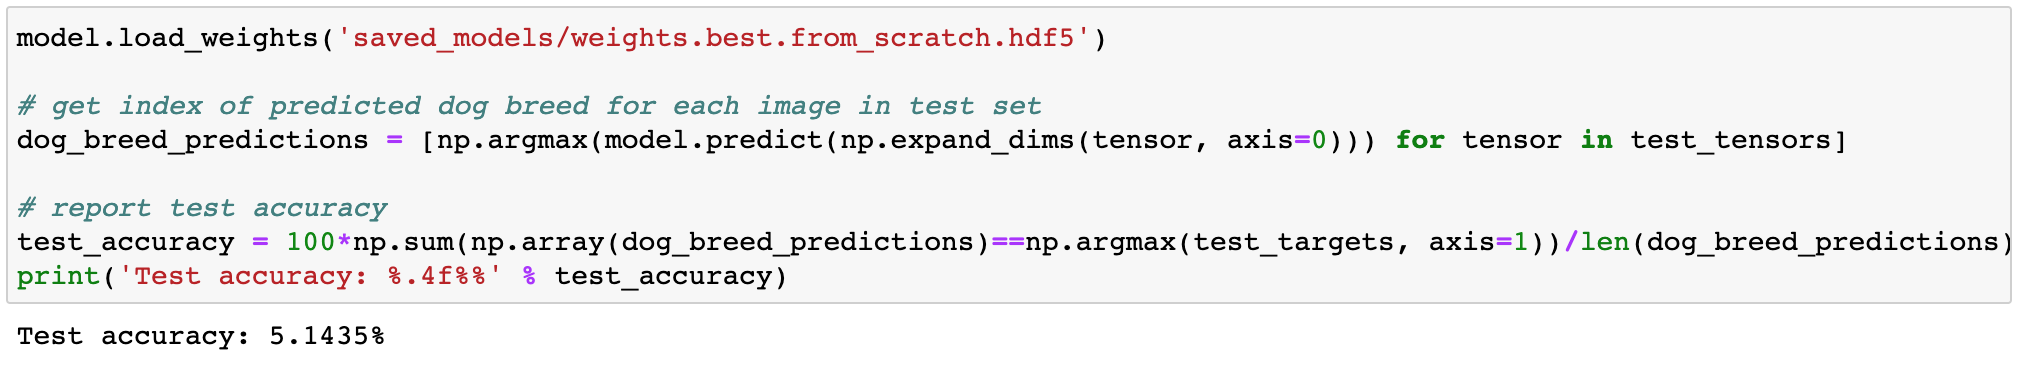 model.load_weights('saved_models/weights.best.from_scratch.hdf5')
# get index of predicted dog breed for each image in test set
dog_breed_predictions = [np.argmax(model.predict(np.expand_dims(tensor, axis=0))) for tensor in test_tensors]
# report test accuracy
test_accuracy = 100*np.sum(np.array(dog_breed_predictions)==np.argmax(test_targets, axis=1))/len(dog_breed_predictions)
print('Test accuracy: %.4f%%' % test_accuracy)
Test accuracy: 5.1435%